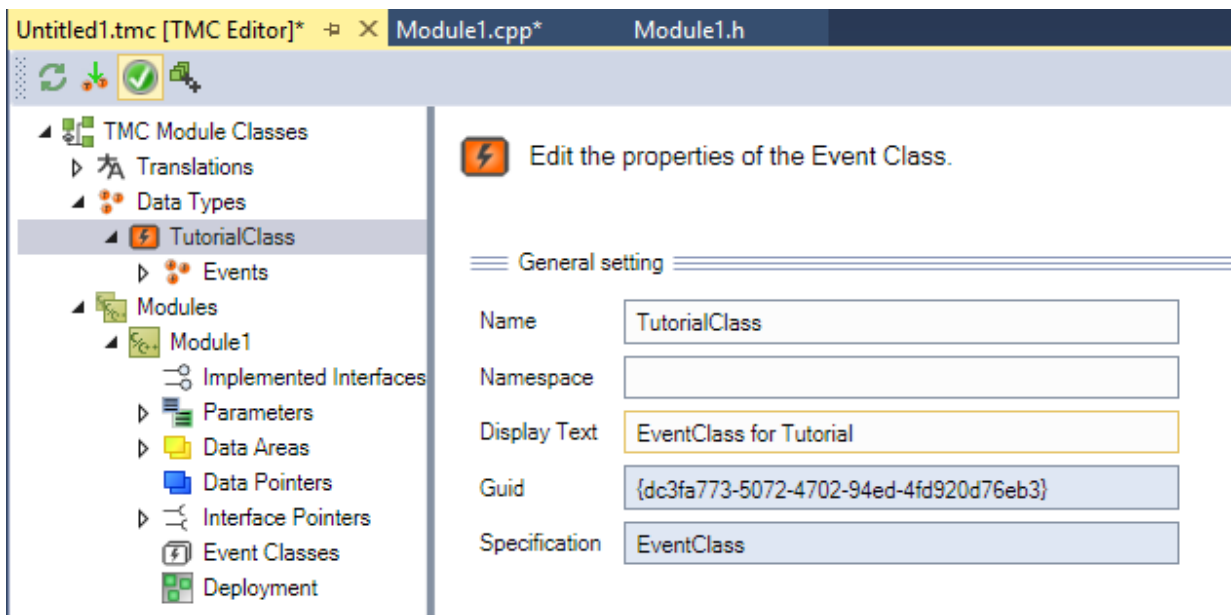 Untitled1.tmc [TMC Editor]* Module1.cpp* Module1.h
TMC Module Classes
Translations
Data Types
TutorialClass
Events
Modules
Module1
Implemented Interfaces
Parameters
Data Areas
Data Pointers
Interface Pointers
Event Classes
Deployment
Edit the properties of the Event Class.
General setting
Name TutorialClass
Namespace
Display Text EventClass for Tutorial
Guid {dc3fa773-5072-4702-94ed-4fd920d76eb3}
Specification EventClass